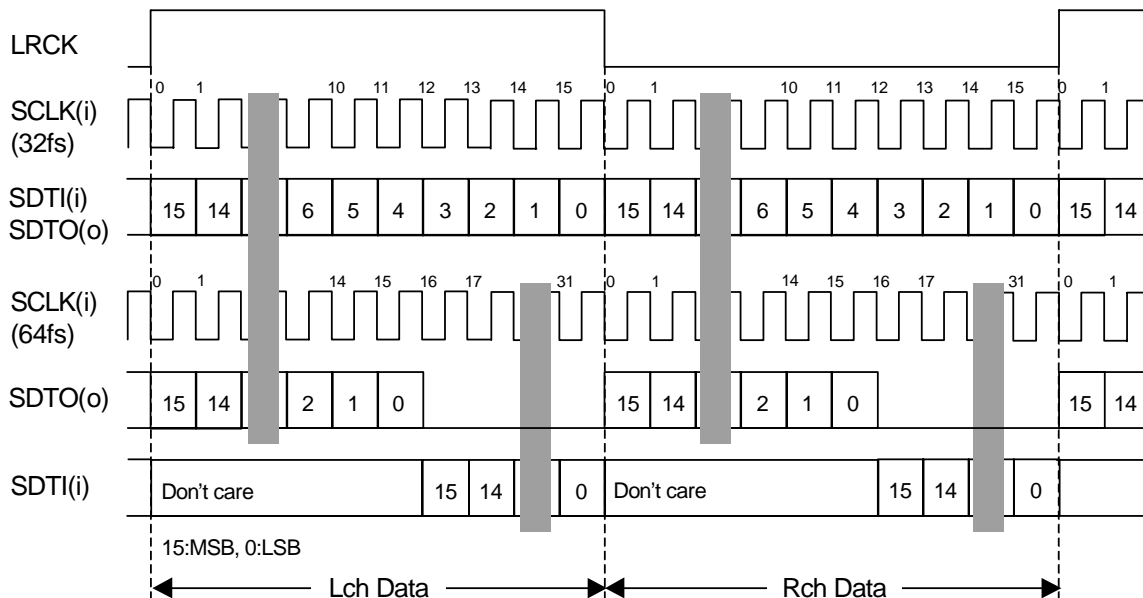 LRCK
0 1 10 11 12 13 14 15 0 1 10 11 12 13 14 15 0 1
SCLK(i)
(32fs)
SDTI(i)
SDTO(o)
15 14 6 5 4 3 2 1 0 15 14 6 5 4 3 2 1 0 15 14
0 1 14 15 16 17 31 0 1 14 15 16 17 31 0 1
SCLK(i)
(64fs)
SDTO(o) 15 14 2 1 0 15 14 2 1 0 15 14
SDTI(i) Don't care 15 14 0 Don't care 15 14 0
15:MSB, 0:LSB
Lch Data Rch Data